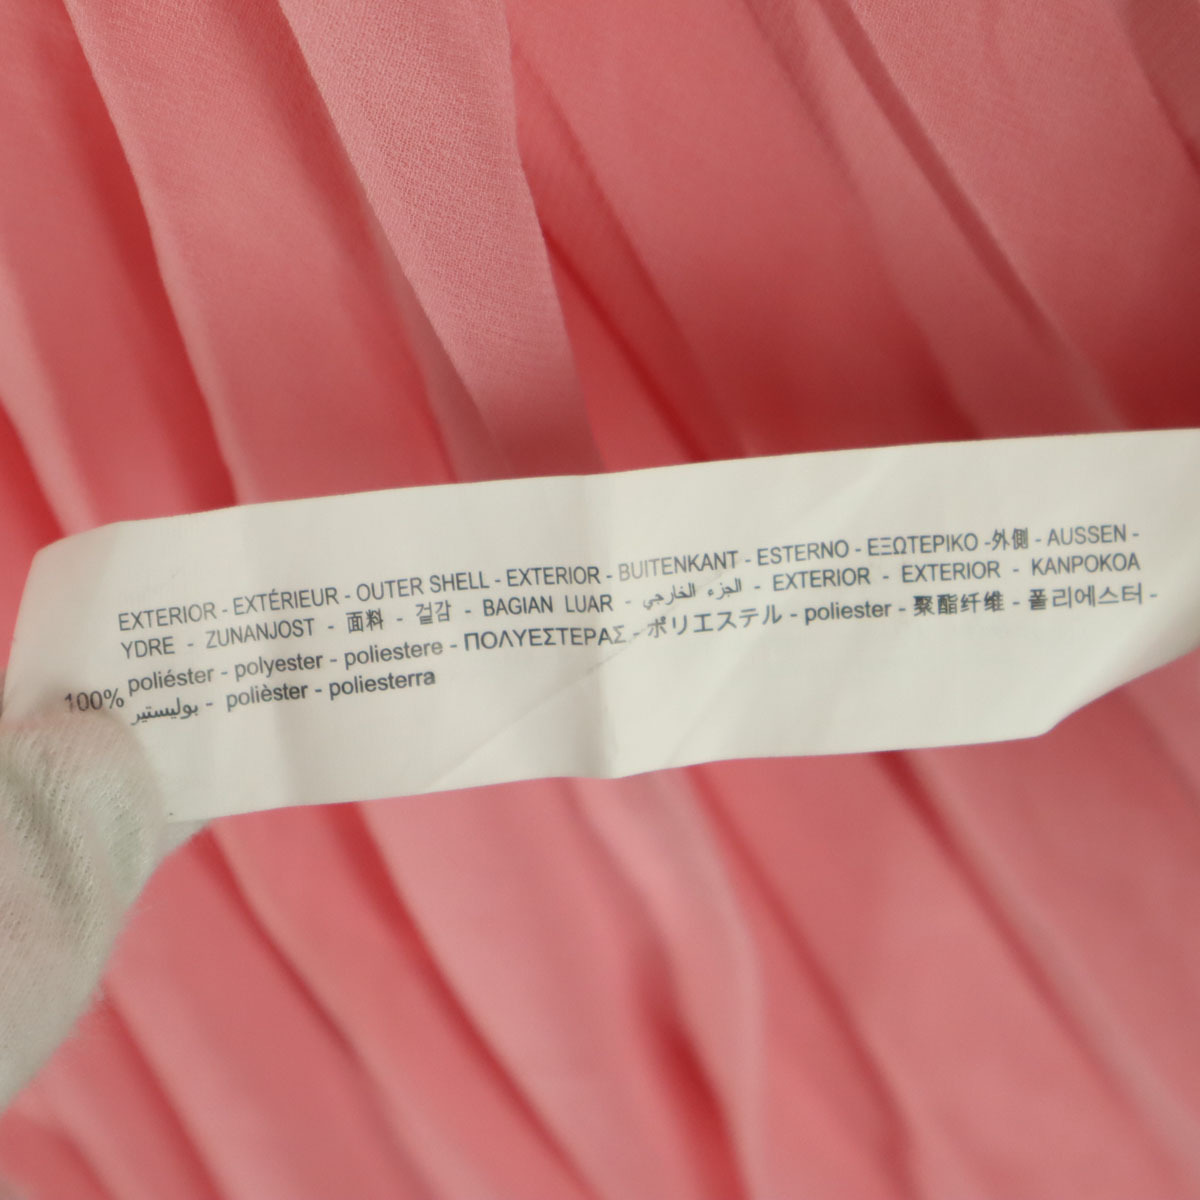 EXTERIOR - EXTÉRIEUR - OUTER SHELL - EXTERIOR - BUITENKANT - ESTERNO - ΕΞΩΤΕΡΙΚΟ -外側 - AUSSEN -
YDRE - ZUNANJOST - 面料 - 겉감 - BAGIAN LUAR - الجزء الخارجي - EXTERIOR - EXTERIOR - KANPOKOA
100% poliéster - polyester - poliestere - ΠΟΛΥΕΣΤΕΡΑΣ - ポリエステル - poliester - 聚酯纤维 - 폴리에스터 -
بوليستير - polièster - poliesterra